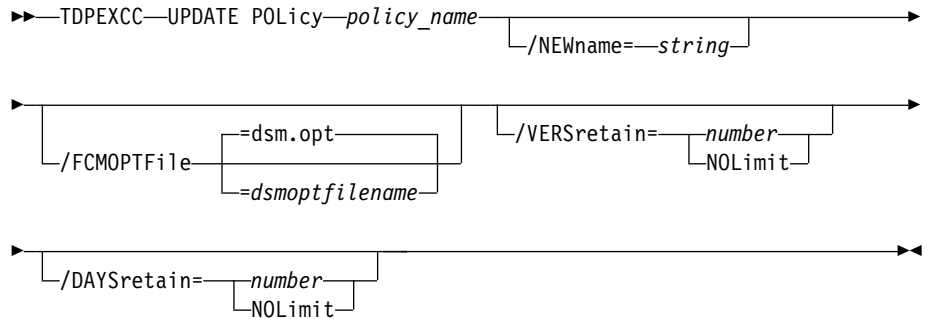 TDPEXCC UPDATE POLicy policy_name
/NEWname= string
=dsm.opt
/FCMOPTFile
=dsmoptfilename
/VERSretain= number
NOLimit
/DAYSretain= number
NOLimit